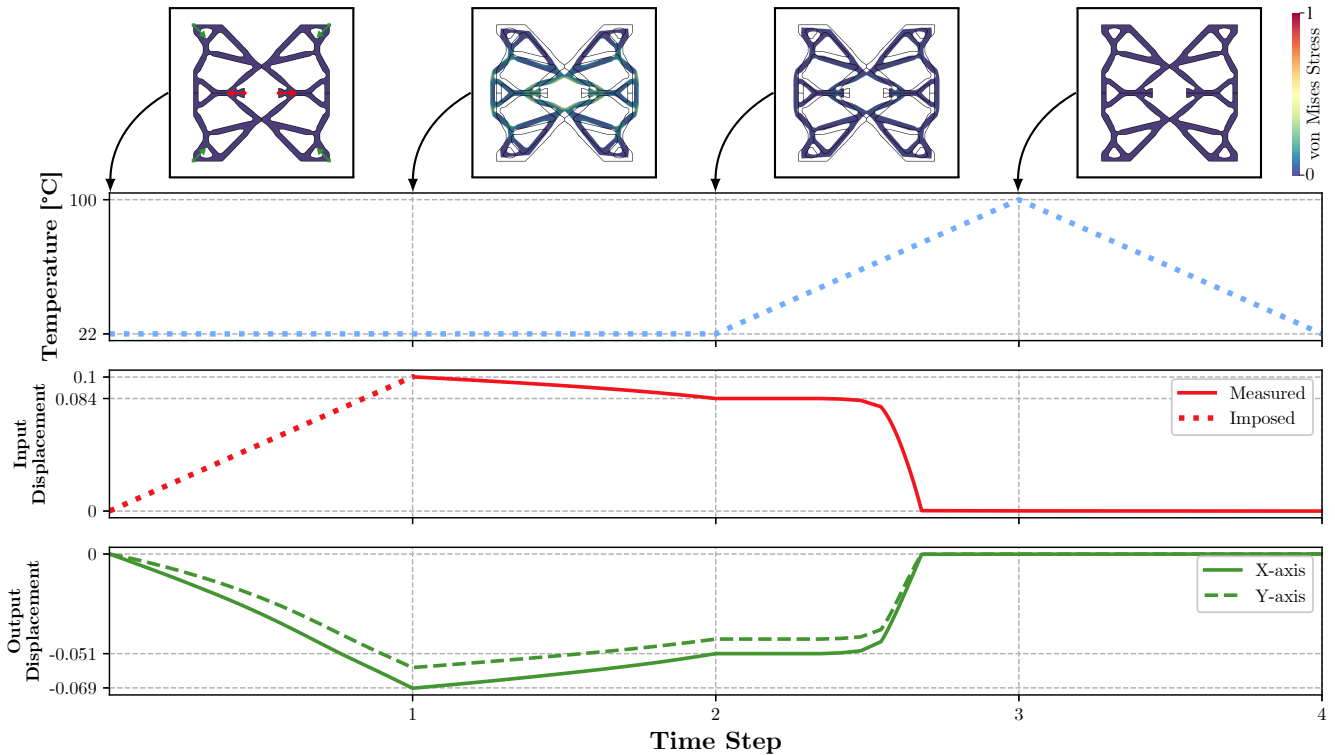 1
von Mises Stress
0
Temperature [°C]
100
22
Input
Displacement
0.1
0.084
0
Measured
Imposed
Output
Displacement
0
-0.051
-0.069
X-axis
Y-axis
1
2
3
4
Time Step